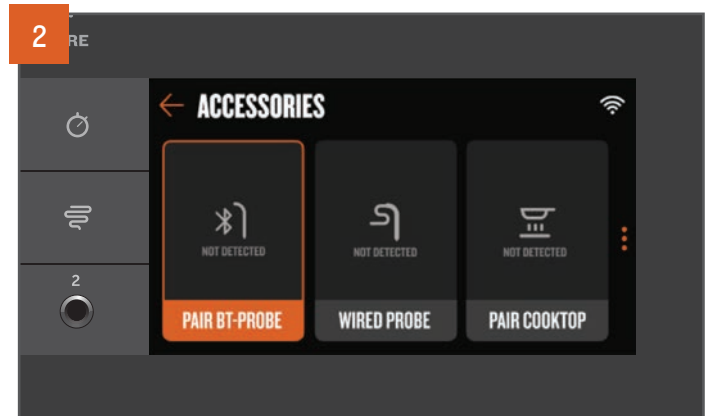 2
RE
ACCESSORIES
NOT DETECTED
NOT DETECTED
NOT DETECTED
PAIR BT-PROBE
WIRED PROBE
PAIR COOKTOP
2